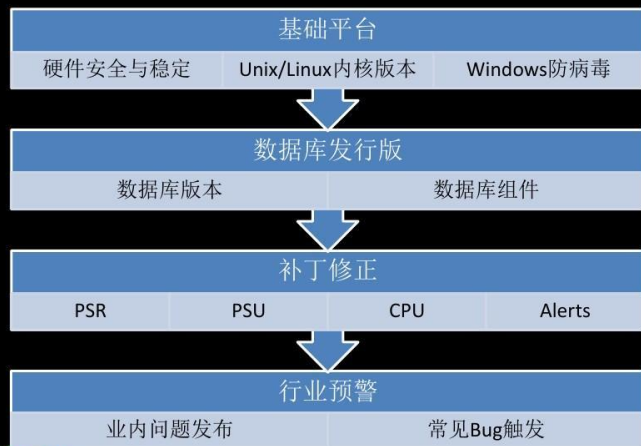 基础平台
硬件安全与稳定 Unix/Linux内核版本 Windows防病毒
数据库发行版
数据库版本 数据库组件
补丁修正
PSR PSU CPU Alerts
行业预警
业内问题发布 常见Bug触发